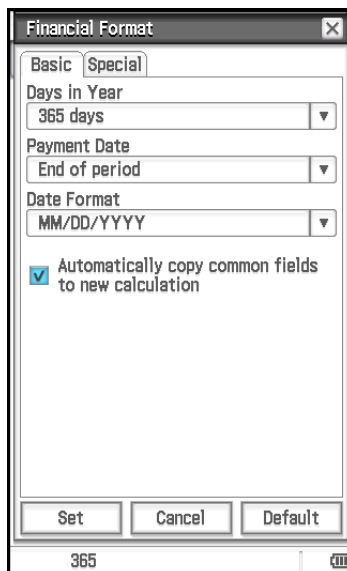 Financial Format
Basic Special
Days in Year
365 days
Payment Date
End of period
Date Format
MM/DD/YYYY
Automatically copy common fields
to new calculation
Set Cancel Default
365